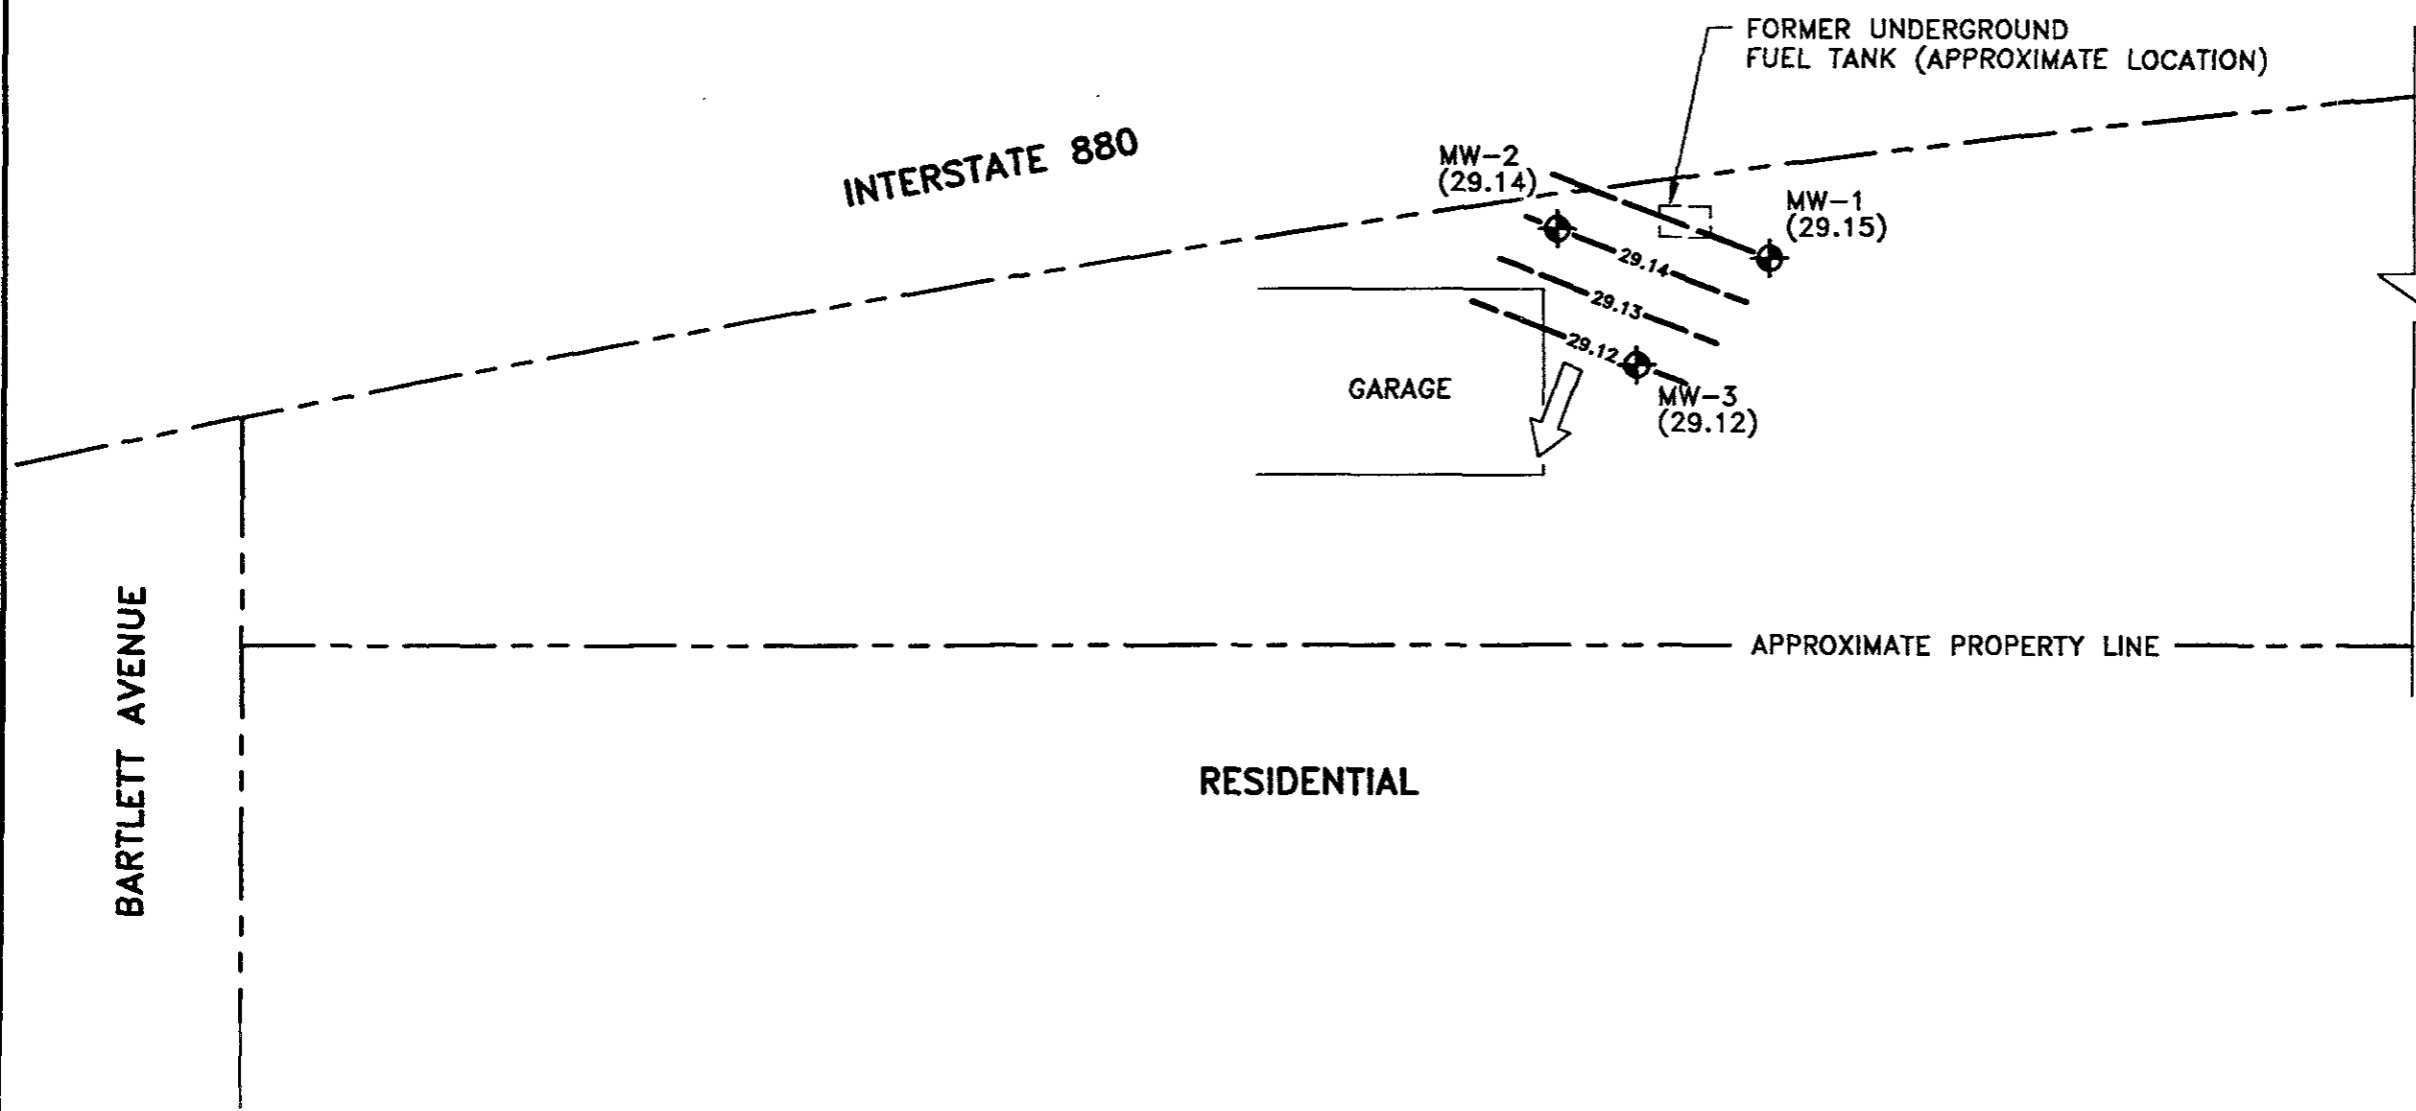 FORMER UNDERGROUND
FUEL TANK (APPROXIMATE LOCATION)
INTERSTATE 880
MW-2
(29.14)
MW-1
(29.15)
29.14
29.13
29.12
GARAGE
MW-3
(29.12)
BARTLETT AVENUE
APPROXIMATE PROPERTY LINE
RESIDENTIAL